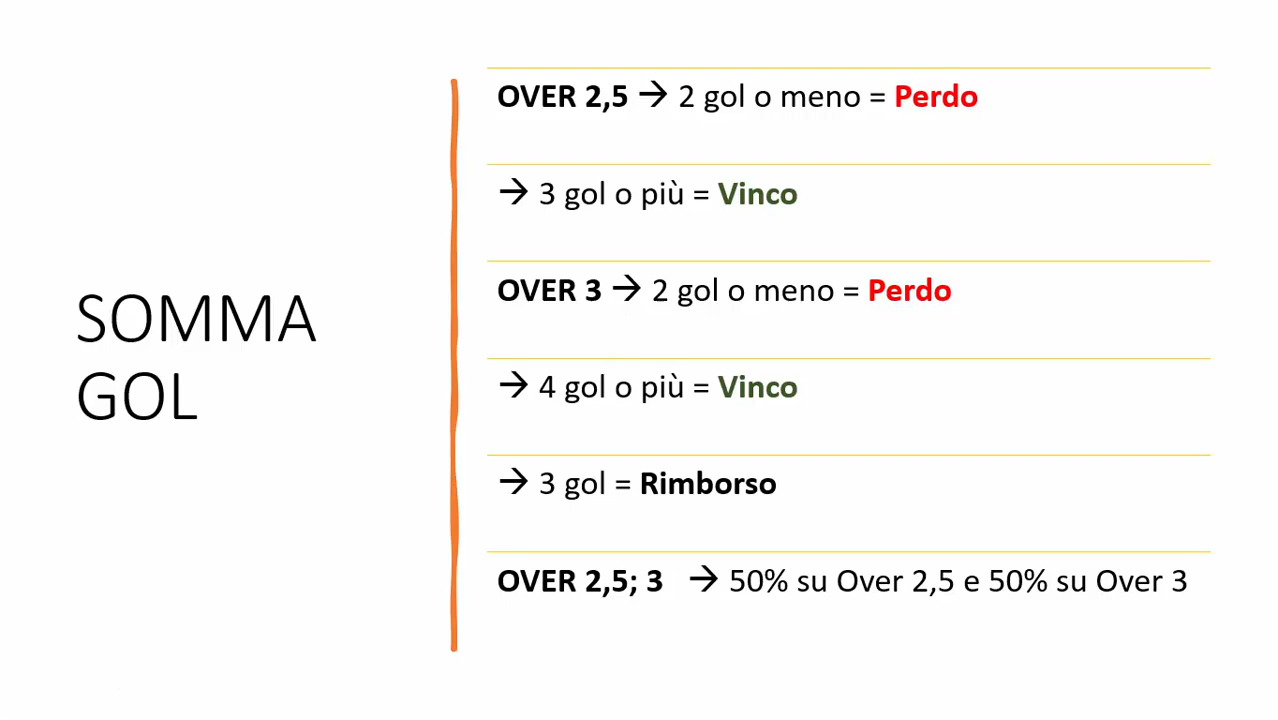 SOMMA
GOL
OVER 2,5 → 2 gol o meno = Perdo
→ 3 gol o più = Vinco
OVER 3 → 2 gol o meno = Perdo
→ 4 gol o più = Vinco
→ 3 gol = Rimborso
OVER 2,5; 3 → 50% su Over 2,5 e 50% su Over 3